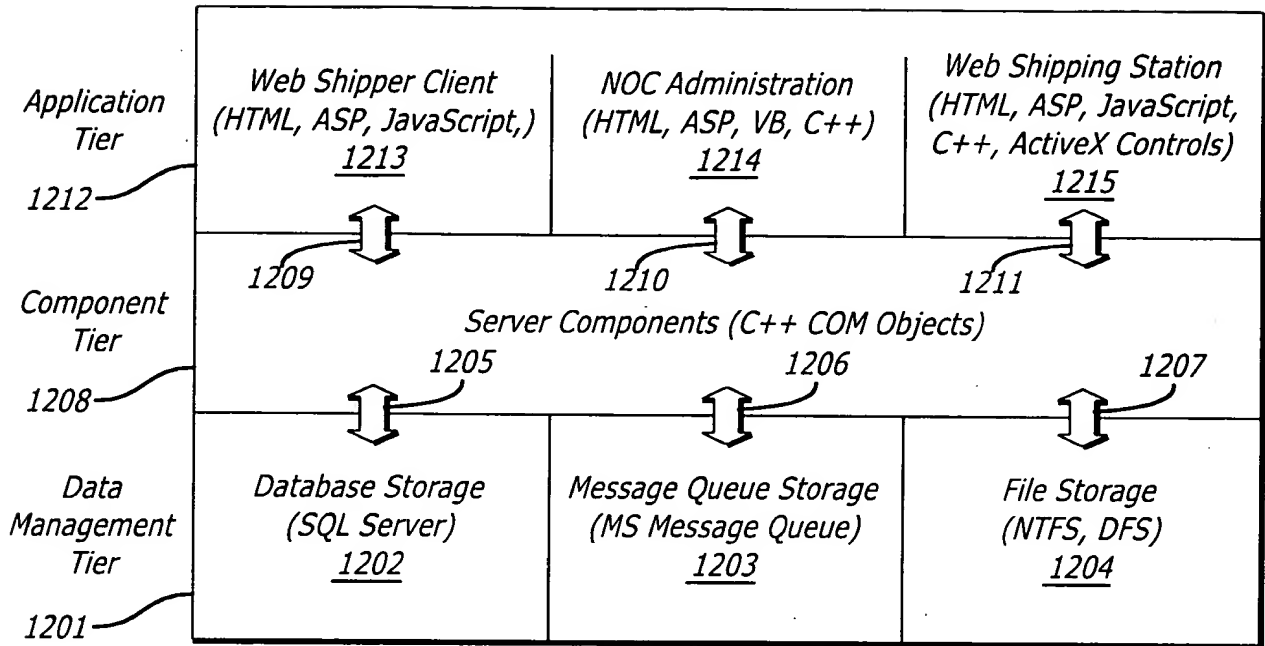 Application
Tier
1212
Web Shipper Client
(HTML, ASP, JavaScript,)
1213
NOC Administration
(HTML, ASP, VB, C++)
1214
Web Shipping Station
(HTML, ASP, JavaScript,
C++, ActiveX Controls)
1215
1209
1210
1211
Component
Tier
1208
Server Components (C++ COM Objects)
1205
1206
1207
Data
Management
Tier
1201
Database Storage
(SQL Server)
1202
Message Queue Storage
(MS Message Queue)
1203
File Storage
(NTFS, DFS)
1204